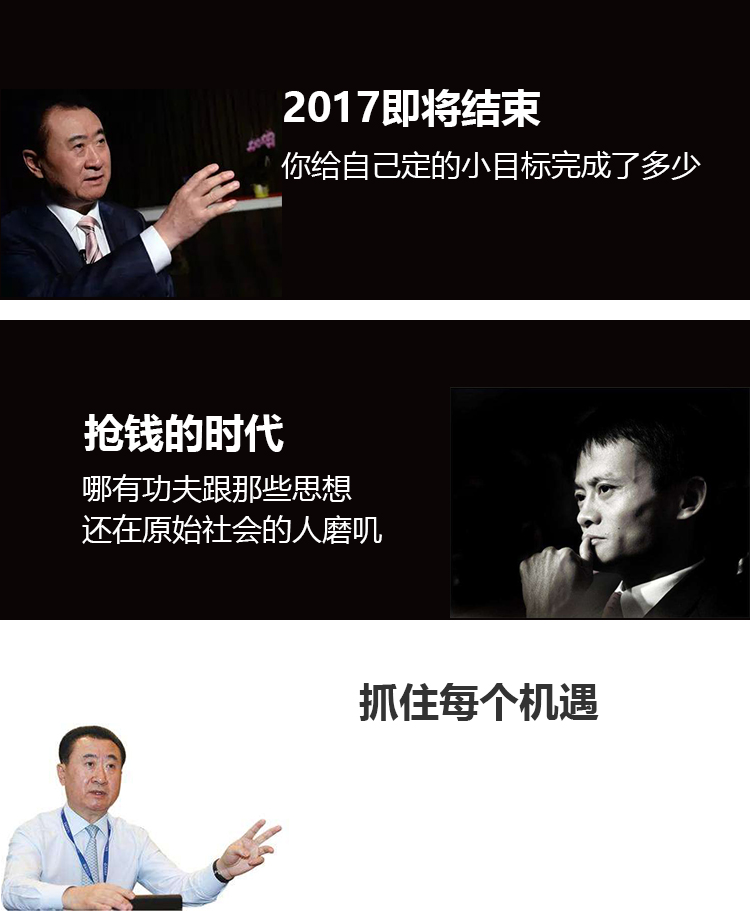 2017即将结束
你给自己定的小目标完成了多少
抢钱的时代
哪有功夫跟那些思想
还在原始社会的人磨叽
抓住每个机遇